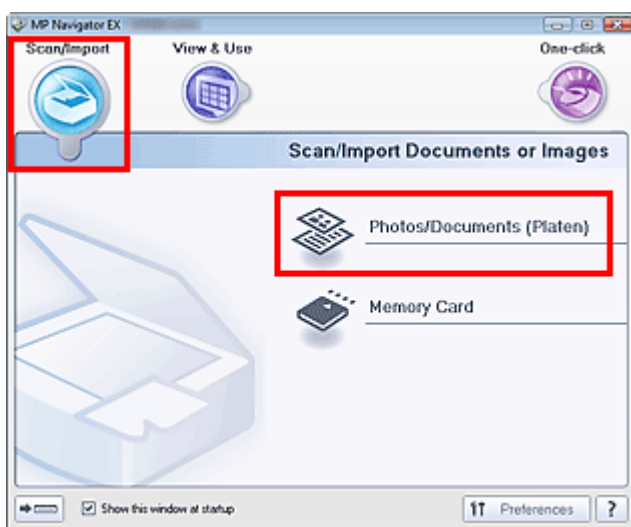 MP Navigator EX
Scan/Import
View & Use
One-click
Scan/Import Documents or Images
Photos/Documents (Platen)
Memory Card
Show this window at startup
Preferences
?